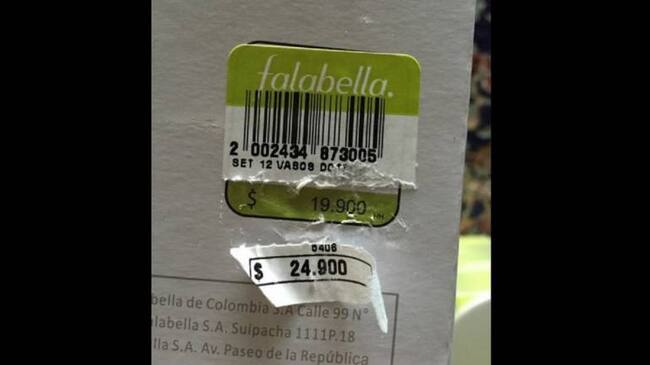 falabella.
2 002434 873005
SET 12 VASOS
$ 19.900
0406
$ 24.900
bella de Colombia S.A Calle 99 N°
alabella S.A. Suipacha 1111P.18
lla S.A. Av. Paseo de la República